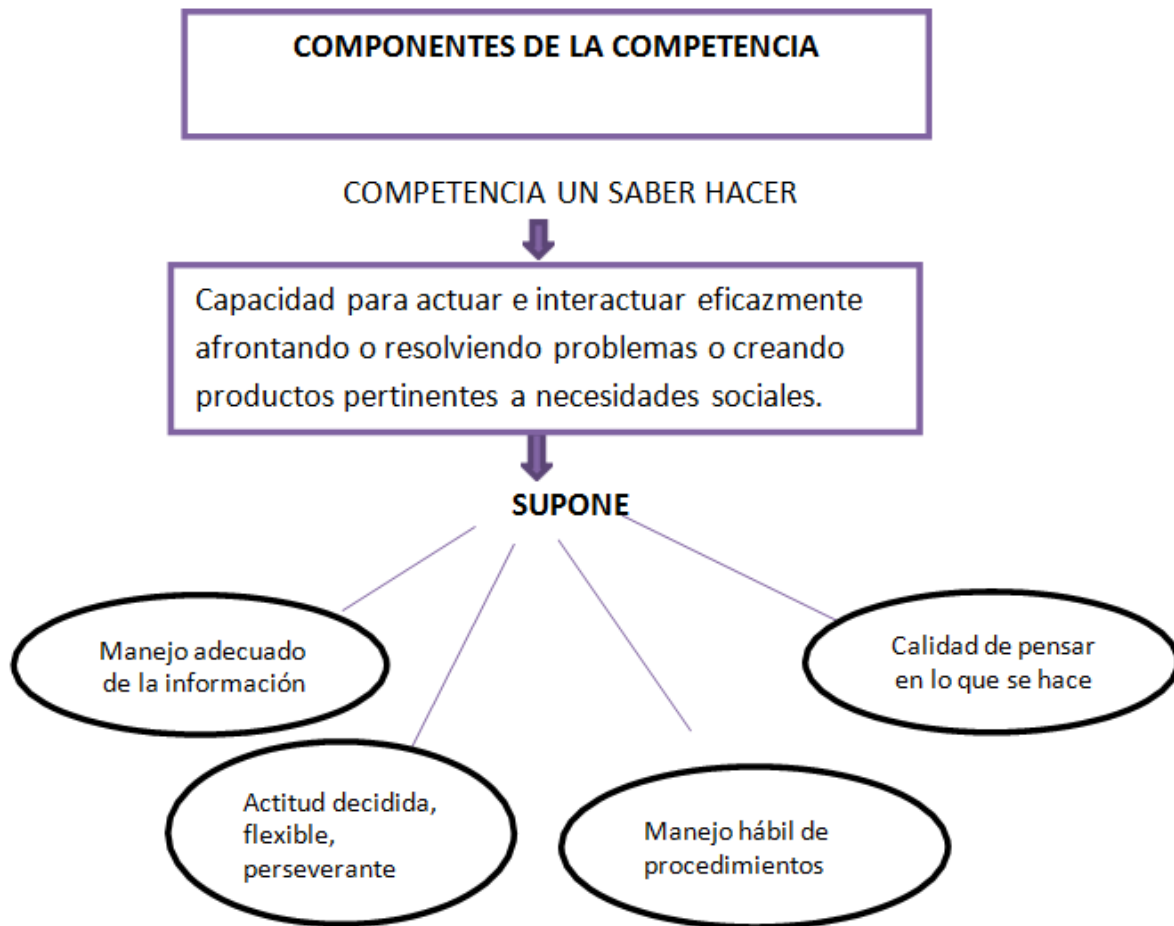 COMPONENTES DE LA COMPETENCIA
COMPETENCIA UN SABER HACER
Capacidad para actuar e interactuar eficazmente
afrontando o resolviendo problemas o creando
productos pertinentes a necesidades sociales.
SUPONE
Manejo adecuado
de la información
Actitud decidida,
flexible,
perseverante
Manejo hábil de
procedimientos
Calidad de pensar
en lo que se hace